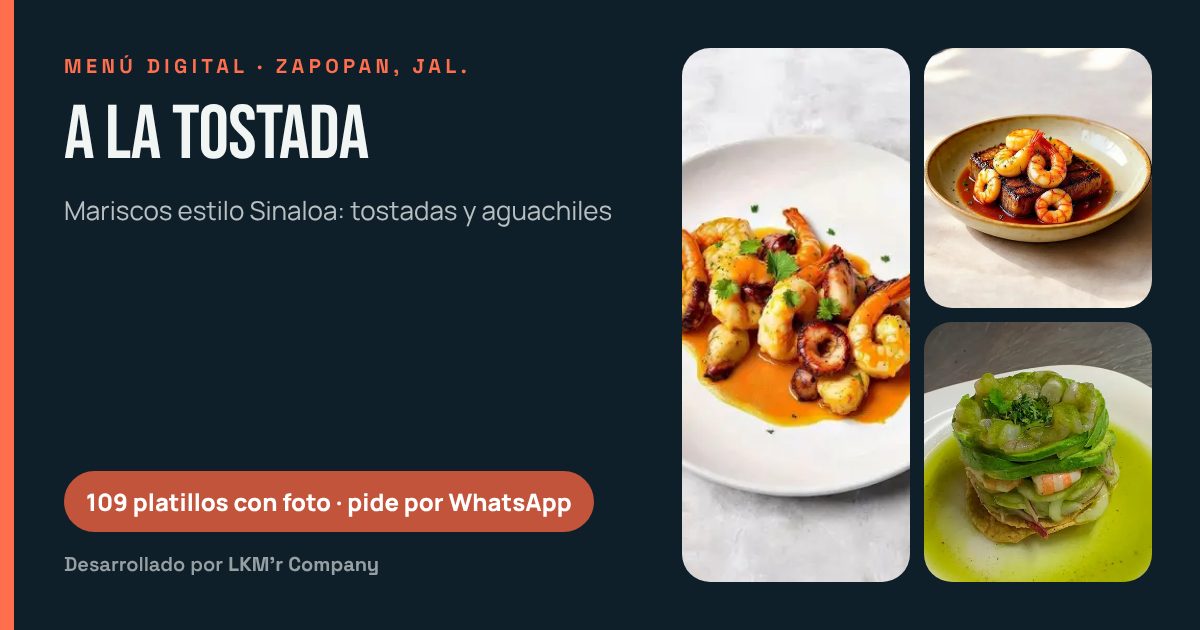 MENÚ DIGITAL · ZAPOPAN, JAL.
A LA TOSTADA
Mariscos estilo Sinaloa: tostadas y aguachiles
109 platillos con foto · pide por WhatsApp
Desarrollado por LKM'r Company